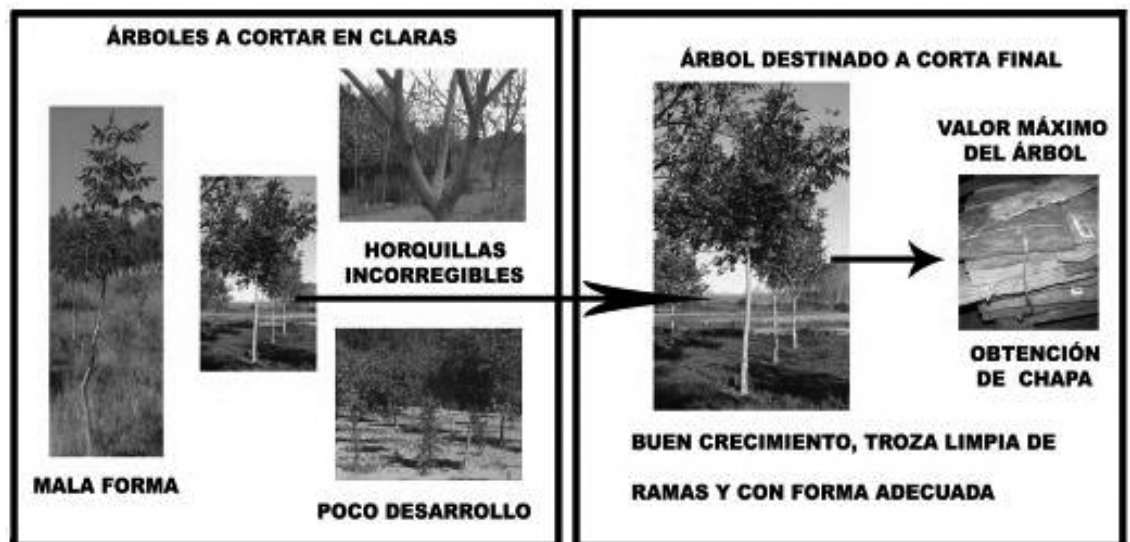 ÁRBOLES A CORTAR EN CLARAS
HORQUILLAS
INCORREGIBLES
MALA FORMA
POCO DESARROLLO
ÁRBOL DESTINADO A CORTA FINAL
VALOR MÁXIMO
DEL ÁRBOL
OBTENCIÓN
DE CHAPA
BUEN CRECIMIENTO, TROZA LIMPIA DE
RAMAS Y CON FORMA ADECUADA